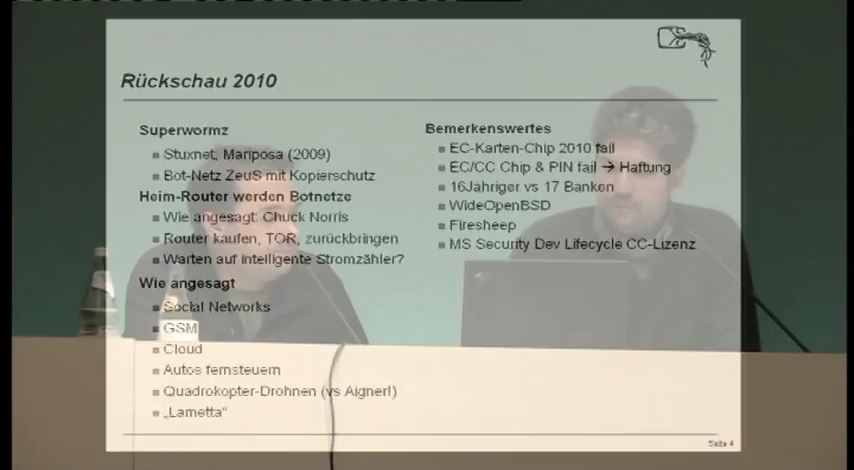 Rückschau 2010
Superwormz
Stuxnet, Mariposa (2009)
Bot-Netz ZeuS mit Kopierschutz
Heim-Router werden Botnetze
Wie angesagt: Chuck Norris
Router kaufen, TOR, zurückbringen
Warten auf intelligente Stromzähler?
Wie angesagt
Social Networks
GSM
Cloud
Autos fernsteuern
Quadrokopter-Drohnen (vs Aigner!)
„Lametta“
Bemerkenswertes
EC-Karten-Chip 2010 fail
EC/CC Chip & PIN fail → Haftung
16Jähriger vs 17 Banken
WideOpenBSD
Firesheep
MS Security Dev Lifecycle CC-Lizenz
Seite 4